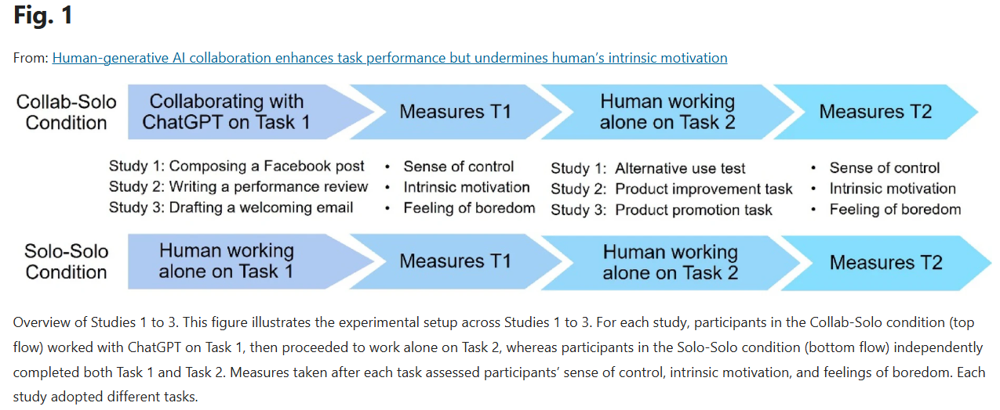 Fig. 1
From: Human-generative AI collaboration enhances task performance but undermines human’s intrinsic motivation
Collab-Solo
Condition
Collaborating with
ChatGPT on Task 1
Measures T1
Human working
alone on Task 2
Measures T2
Study 1: Composing a Facebook post
Study 2: Writing a performance review
Study 3: Drafting a welcoming email
• Sense of control
• Intrinsic motivation
• Feeling of boredom
Study 1: Alternative use test
Study 2: Product improvement task
Study 3: Product promotion task
• Sense of control
• Intrinsic motivation
• Feeling of boredom
Solo-Solo
Condition
Human working
alone on Task 1
Measures T1
Human working
alone on Task 2
Measures T2
Overview of Studies 1 to 3. This figure illustrates the experimental setup across Studies 1 to 3. For each study, participants in the Collab-Solo condition (top
flow) worked with ChatGPT on Task 1, then proceeded to work alone on Task 2, whereas participants in the Solo-Solo condition (bottom flow) independently
completed both Task 1 and Task 2. Measures taken after each task assessed participants’ sense of control, intrinsic motivation, and feelings of boredom. Each
study adopted different tasks.